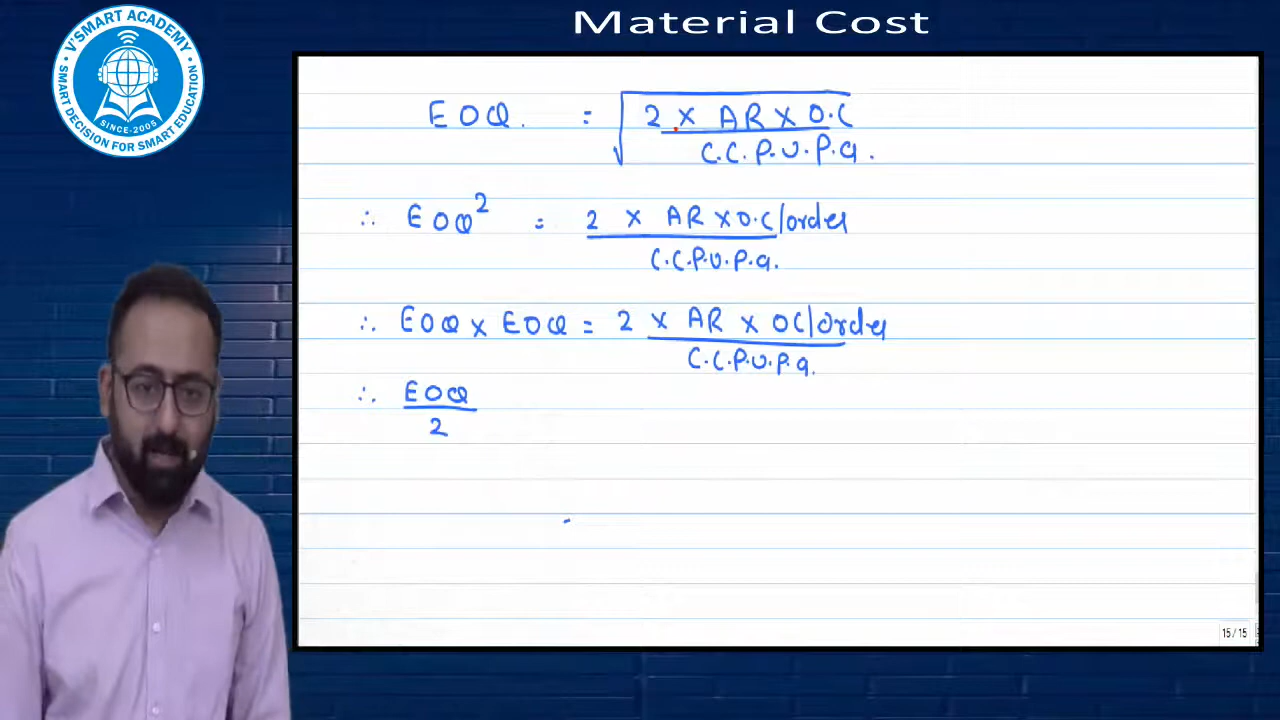 Material Cost
V'SMART ACADEMY
SINCE-2005
SMART DECISION FOR SMART EDUCATION
EOQ. = √ 2 × AR × O.C
C.C.P.U.P.a.
∴ EOQ² = 2 × AR × O.C/order
C.C.P.U.P.a.
∴ EOQ × EOQ = 2 × AR × OC/order
C.C.P.U.P.a.
∴ EOQ
2
15/15